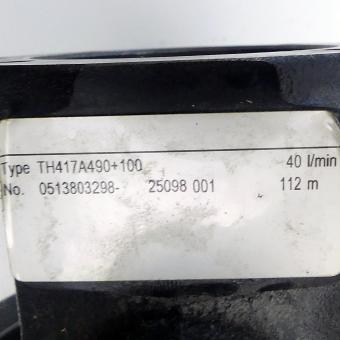 Type TH417A490+100 40 l/min
No. 0513803298- 25098 001 112 m